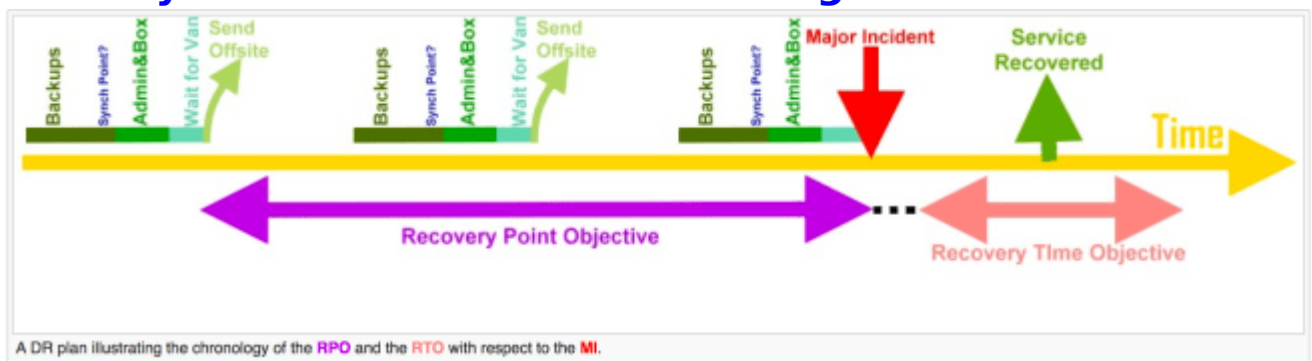 Backups
Synch Point?
Admin&Box
Wait for Van
Send
Offsite
Backups
Synch Point?
Admin&Box
Wait for Van
Send
Offsite
Backups
Synch Point?
Admin&Box
Major Incident
Service
Recovered
Time
Recovery Point Objective
Recovery TIme Objective
A DR plan illustrating the chronology of the RPO and the RTO with respect to the MI.